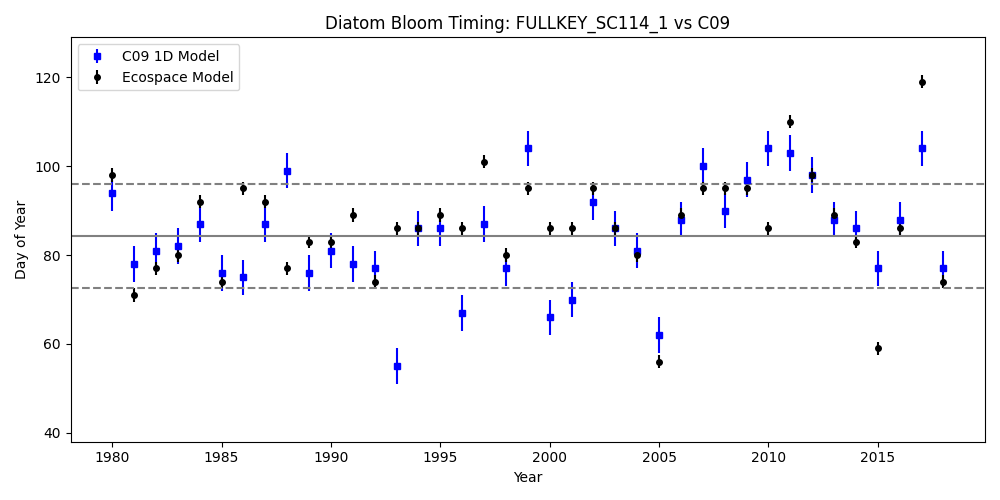 Diatom Bloom Timing: FULLKEY_SC114_1 vs C09
C09 1D Model
Ecospace Model
Day of Year
120
100
80
60
40
1980 1985 1990 1995 2000 2005 2010 2015
Year